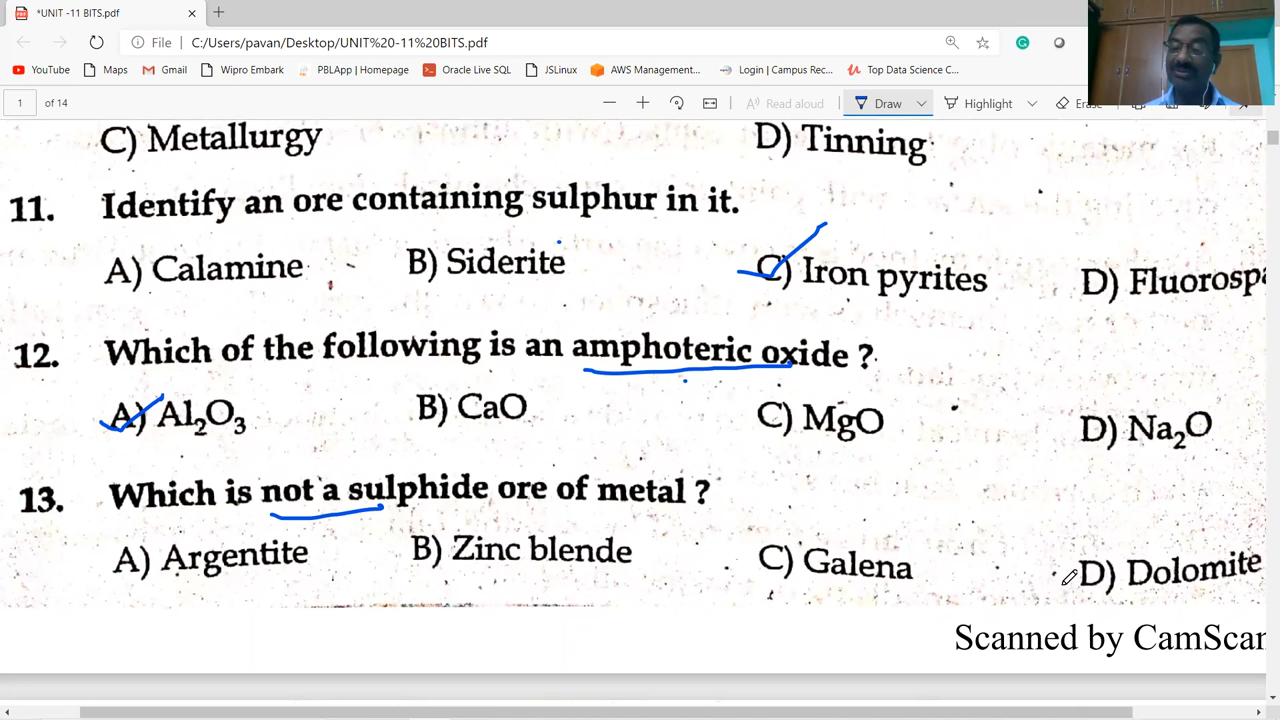 *UNIT -11 BITS.pdf
File C:/Users/pavan/Desktop/UNIT%20-11%20BITS.pdf
YouTube Maps Gmail Wipro Embark PBLApp | Homepage Oracle Live SQL JSLinux AWS Management... Login | Campus Rec... Top Data Science C...
1 of 14 Read aloud Draw Highlight Erase
C) Metallurgy D) Tinning
11. Identify an ore containing sulphur in it.
A) Calamine B) Siderite C) Iron pyrites D) Fluorospa
12. Which of the following is an amphoteric oxide ?
A) Al₂O₃ B) CaO C) MgO D) Na₂O
13. Which is not a sulphide ore of metal ?
A) Argentite B) Zinc blende C) Galena D) Dolomite
Scanned by CamScan